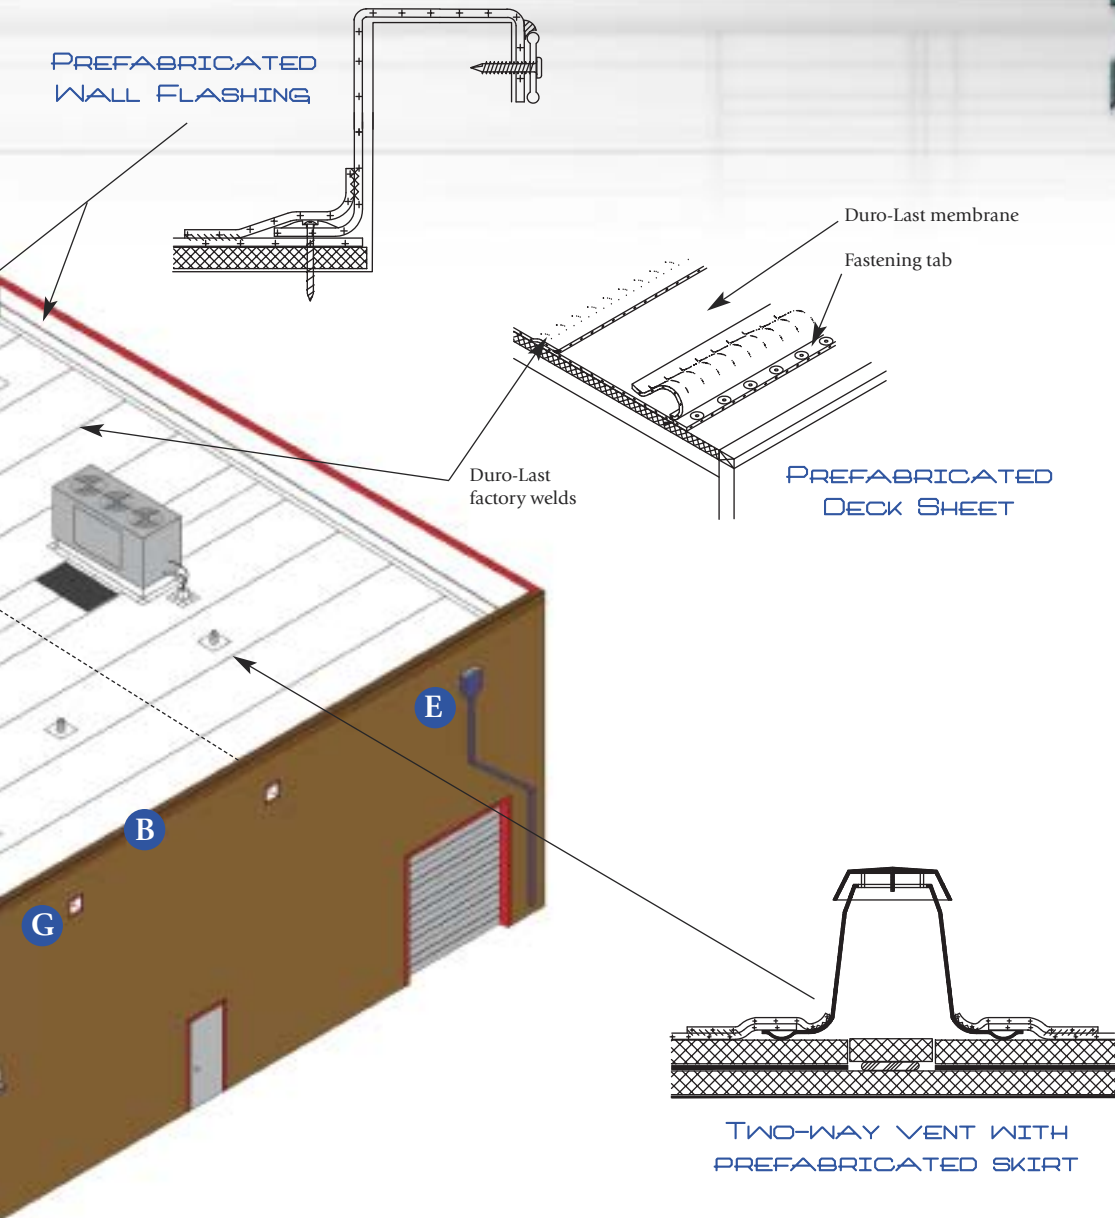 PREFABRICATED
WALL FLASHING
Duro-Last membrane
Fastening tab
Duro-Last
factory welds
PREFABRICATED
DECK SHEET
E
B
G
TWO-WAY VENT WITH
PREFABRICATED SKIRT